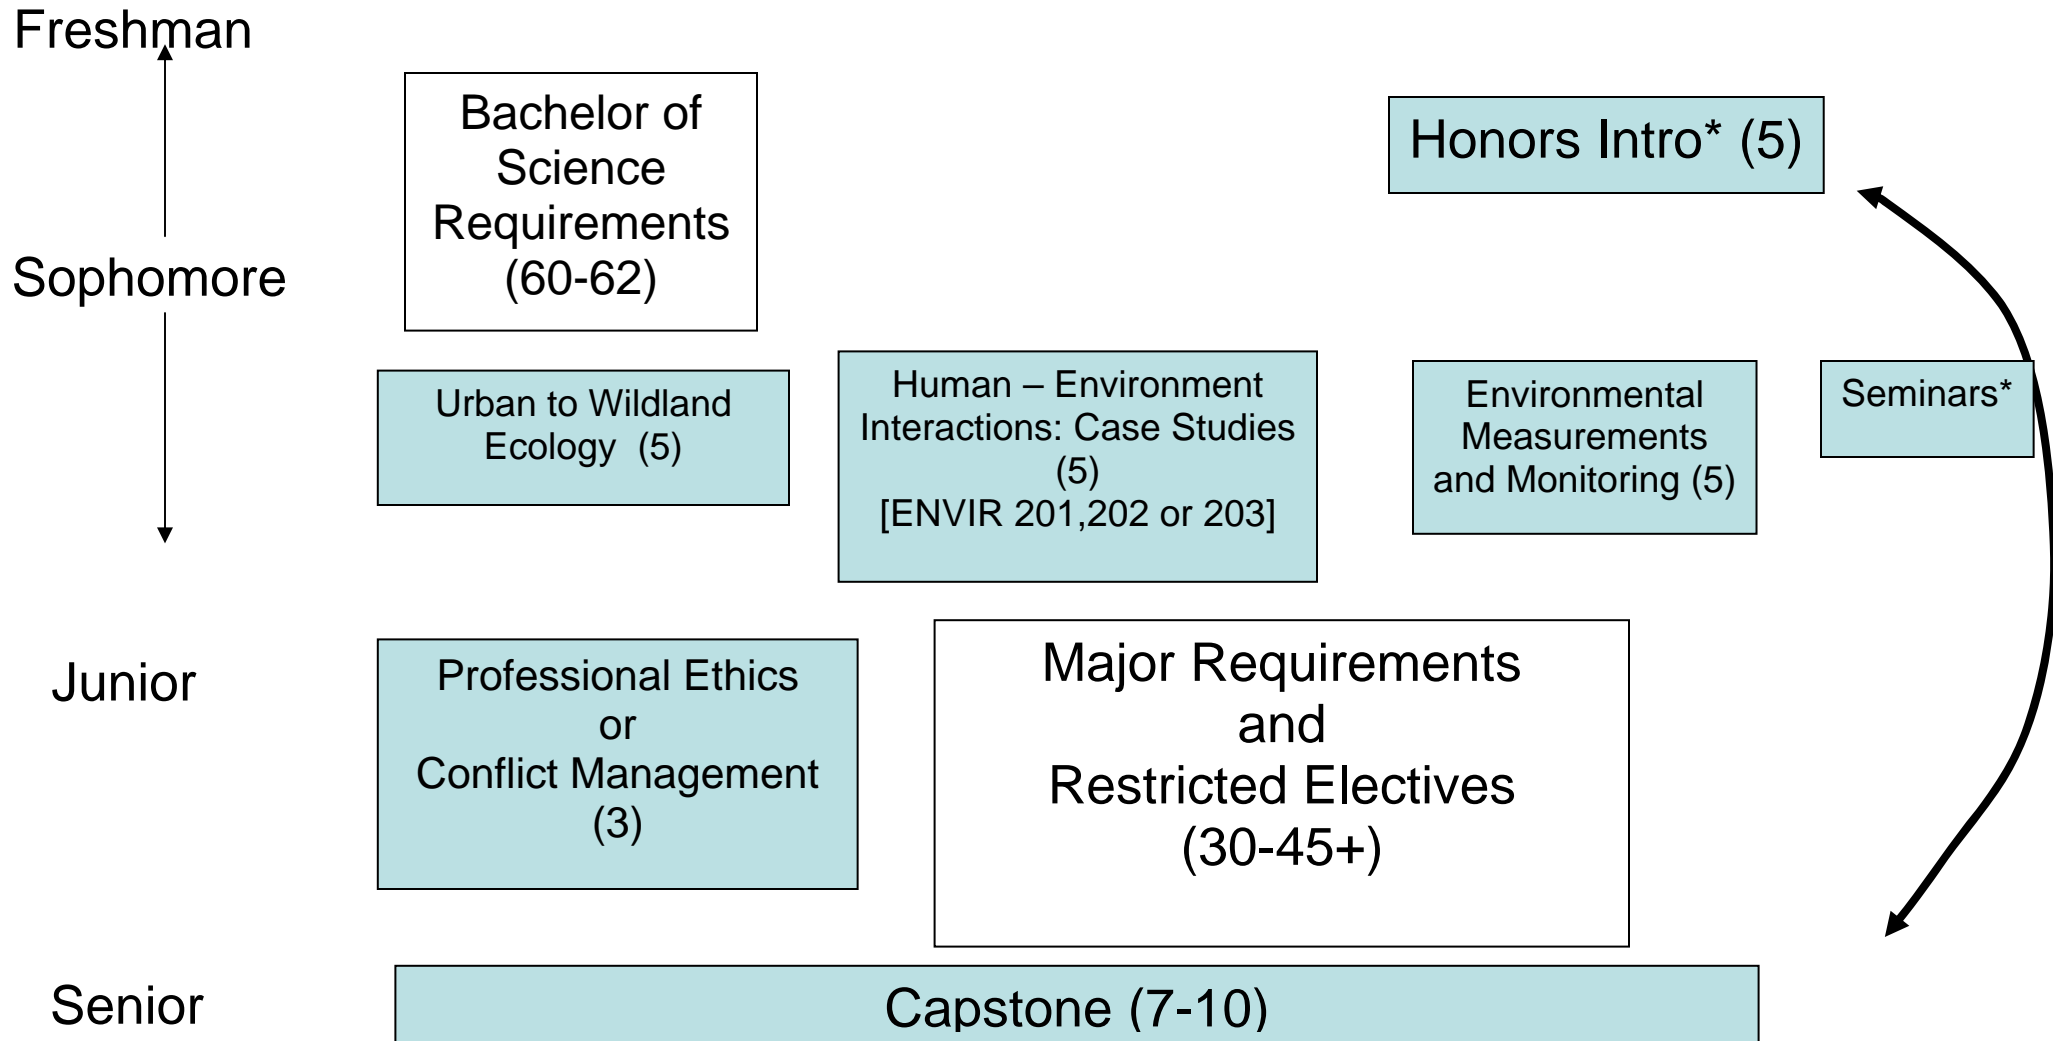 Freshman
Bachelor of
Science
Requirements
(60-62)
Honors Intro* (5)
Sophomore
Urban to Wildland
Ecology (5)
Human – Environment
Interactions: Case Studies
(5)
[ENVIR 201,202 or 203]
Environmental
Measurements
and Monitoring (5)
Seminars*
Junior
Professional Ethics
or
Conflict Management
(3)
Major Requirements
and
Restricted Electives
(30-45+)
Senior
Capstone (7-10)